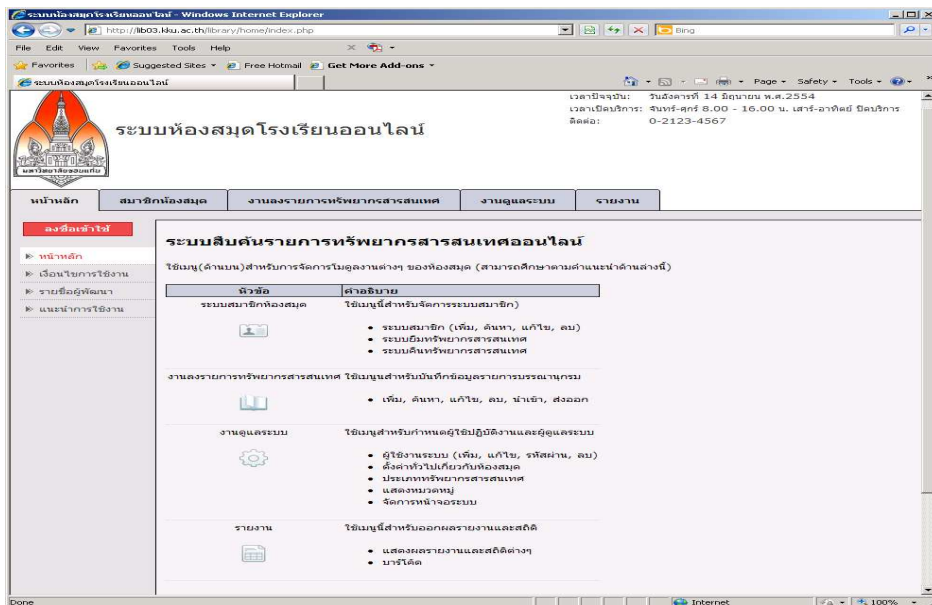 ระบบห้องสมุดโรงเรียนออนไลน์ - Windows Internet Explorer
http://lib03.kku.ac.th/library/home/index.php
Bing
File Edit View Favorites Tools Help
Favorites Suggested Sites Free Hotmail Get More Add-ons
ระบบห้องสมุดโรงเรียนออนไลน์
Page Safety Tools
เวลาปัจจุบัน: วันอังคารที่ 14 มิถุนายน พ.ศ.2554
เวลาเปิดบริการ: จันทร์-ศุกร์ 8.00 - 16.00 น. เสาร์-อาทิตย์ ปิดบริการ
ติดต่อ: 0-2123-4567
ระบบห้องสมุดโรงเรียนออนไลน์
มหาวิทยาลัยขอนแก่น
หน้าหลัก สมาชิกห้องสมุด งานลงรายการทรัพยากรสารสนเทศ งานดูแลระบบ รายงาน
ลงชื่อเข้าใช้
หน้าหลัก
เงื่อนไขการใช้งาน
รายชื่อผู้พัฒนา
แนะนำการใช้งาน
ระบบสืบค้นรายการทรัพยากรสารสนเทศออนไลน์
ใช้เมนู(ด้านบน)สำหรับการจัดการโมดูลงานต่างๆ ของห้องสมุด (สามารถศึกษาตามคำแนะนำด้านล่างนี้)
หัวข้อ คำอธิบาย
ระบบสมาชิกห้องสมุด ใช้เมนูนี้สำหรับจัดการระบบสมาชิก)
• ระบบสมาชิก (เพิ่ม, ค้นหา, แก้ไข, ลบ)
• ระบบยืมทรัพยากรสารสนเทศ
• ระบบคืนทรัพยากรสารสนเทศ
งานลงรายการทรัพยากรสารสนเทศ ใช้เมนูนสำหรับบันทึกข้อมูลรายการบรรณานุกรม
• เพิ่ม, ค้นหา, แก้ไข, ลบ, นำเข้า, ส่งออก
งานดูแลระบบ ใช้เมนูสำหรับกำหนดผู้ใช้ปฏิบัติงานและผู้ดูแลระบบ
• ผู้ใช้งานระบบ (เพิ่ม, แก้ไข, รหัสผ่าน, ลบ)
• ตั้งค่าทั่วไปเกี่ยวกับห้องสมุด
• ประเภททรัพยากรสารสนเทศ
• แสดงหมวดหมู่
• จัดการหน้าจอระบบ
รายงาน ใช้เมนูนี้สำหรับออกผลรายงานและสถิติ
• แสดงผลรายงานและสถิติต่างๆ
• บาร์โค้ด
Done Internet 100%